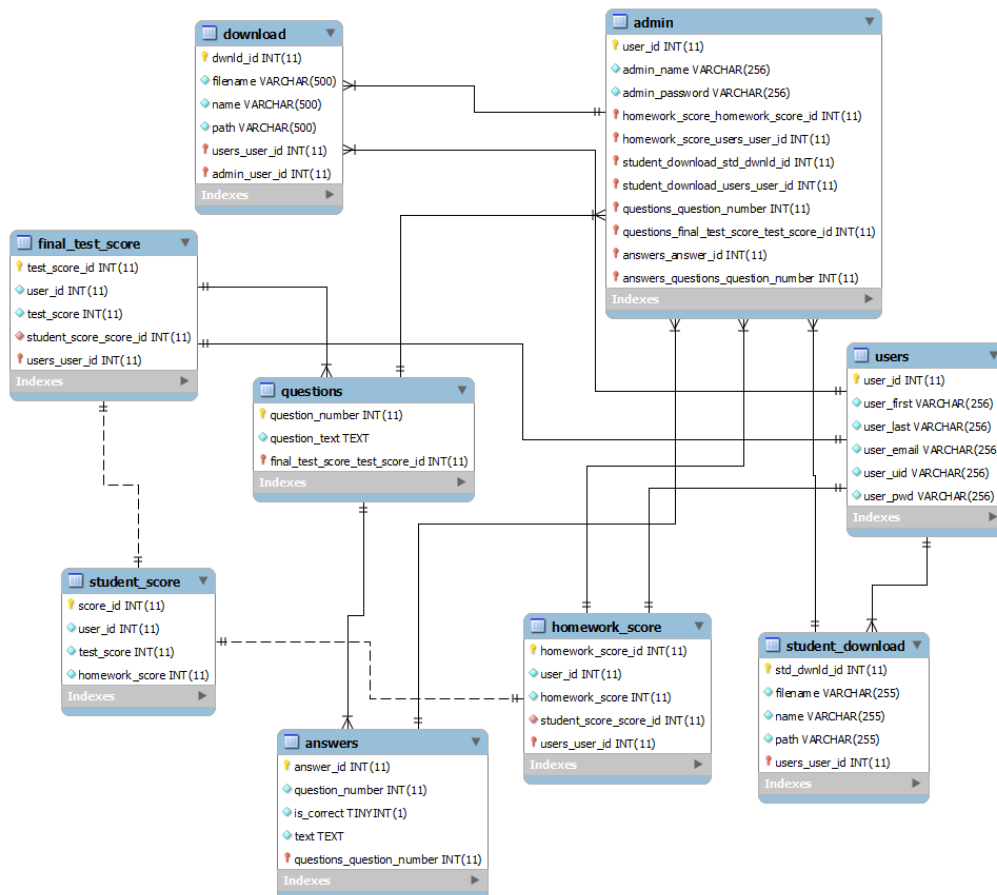 download
dwnld_id INT(11)
filename VARCHAR(500)
name VARCHAR(500)
path VARCHAR(500)
users_user_id INT(11)
admin_user_id INT(11)
Indexes
admin
user_id INT(11)
admin_name VARCHAR(256)
admin_password VARCHAR(256)
homework_score_homework_score_id INT(11)
homework_score_users_user_id INT(11)
student_download_std_dwnld_id INT(11)
student_download_users_user_id INT(11)
questions_question_number INT(11)
questions_final_test_score_test_score_id INT(11)
answers_answer_id INT(11)
answers_questions_question_number INT(11)
Indexes
final_test_score
test_score_id INT(11)
user_id INT(11)
test_score INT(11)
student_score_score_id INT(11)
users_user_id INT(11)
Indexes
questions
question_number INT(11)
question_text TEXT
final_test_score_test_score_id INT(11)
Indexes
users
user_id INT(11)
user_first VARCHAR(256)
user_last VARCHAR(256)
user_email VARCHAR(256
user_uid VARCHAR(256)
user_pwd VARCHAR(256)
Indexes
student_score
score_id INT(11)
user_id INT(11)
test_score INT(11)
homework_score INT(11)
Indexes
homework_score
homework_score_id INT(11)
user_id INT(11)
homework_score INT(11)
student_score_score_id INT(11)
users_user_id INT(11)
Indexes
student_download
std_dwnld_id INT(11)
filename VARCHAR(255)
name VARCHAR(255)
path VARCHAR(255)
users_user_id INT(11)
Indexes
answers
answer_id INT(11)
question_number INT(11)
is_correct TINYINT(1)
text TEXT
questions_question_number INT(11)
Indexes